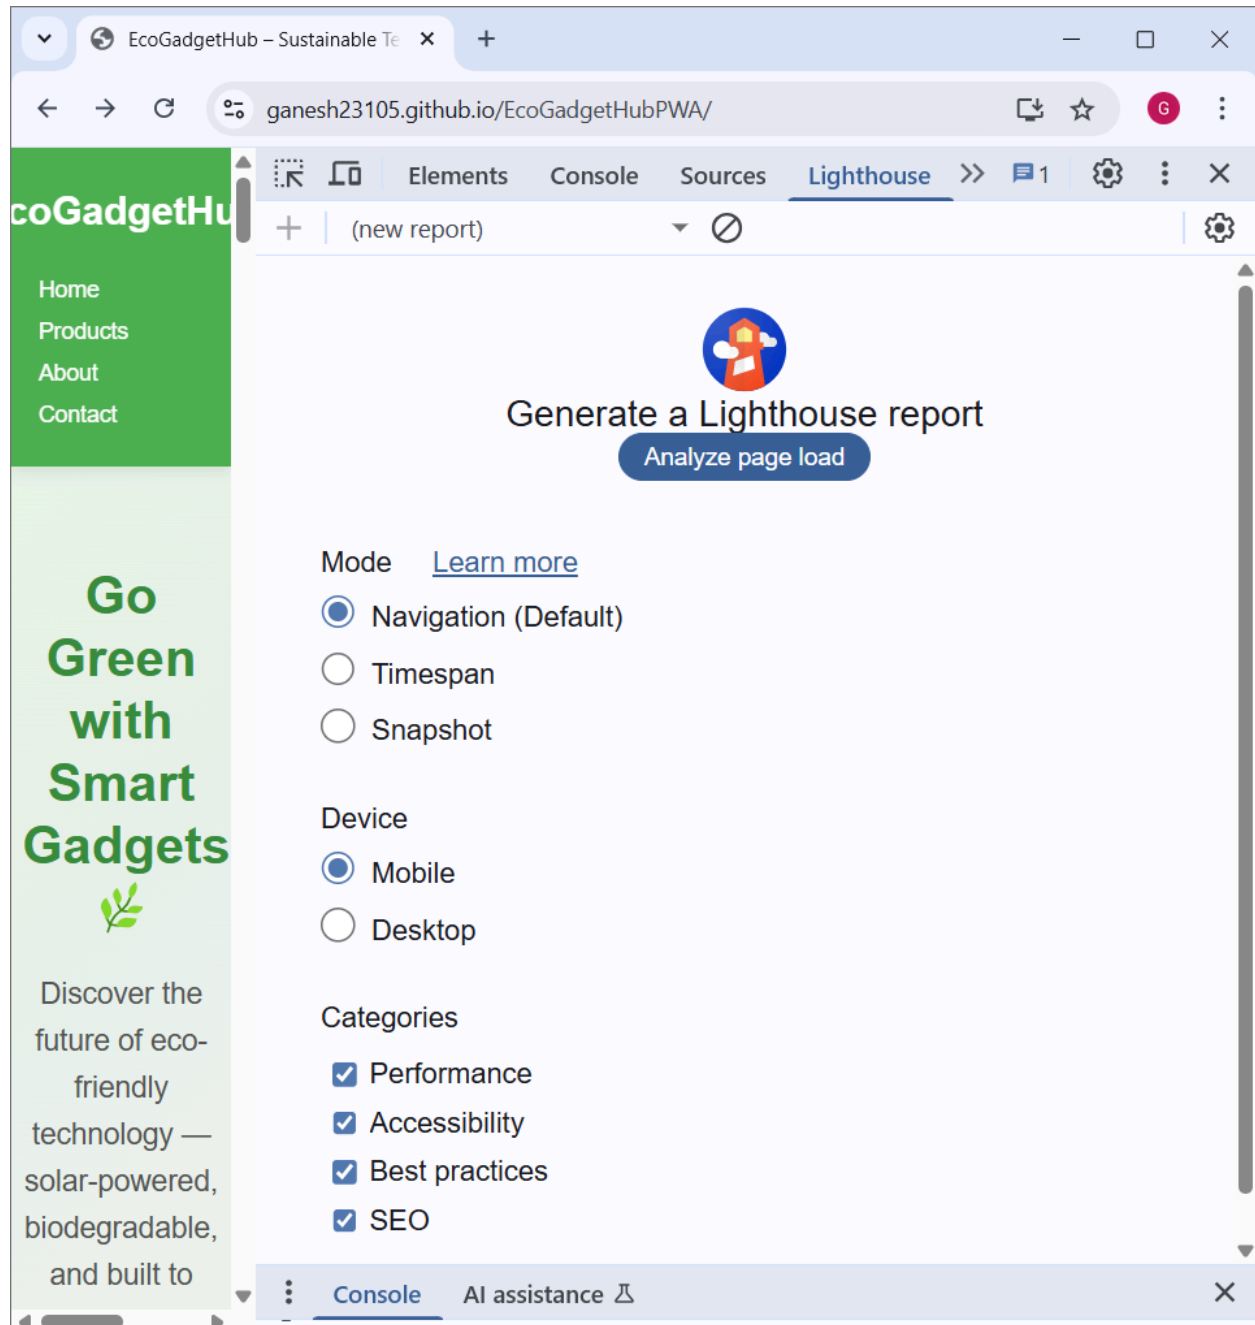 EcoGadgetHub – Sustainable Te
ganesh23105.github.io/EcoGadgetHubPWA/
G
Elements Console Sources Lighthouse 1
(new report)
coGadgetHu
Home
Products
About
Contact
Go
Green
with
Smart
Gadgets
Discover the
future of eco-
friendly
technology —
solar-powered,
biodegradable,
and built to
Generate a Lighthouse report
Analyze page load
Mode Learn more
Navigation (Default)
Timespan
Snapshot
Device
Mobile
Desktop
Categories
Performance
Accessibility
Best practices
SEO
Console AI assistance